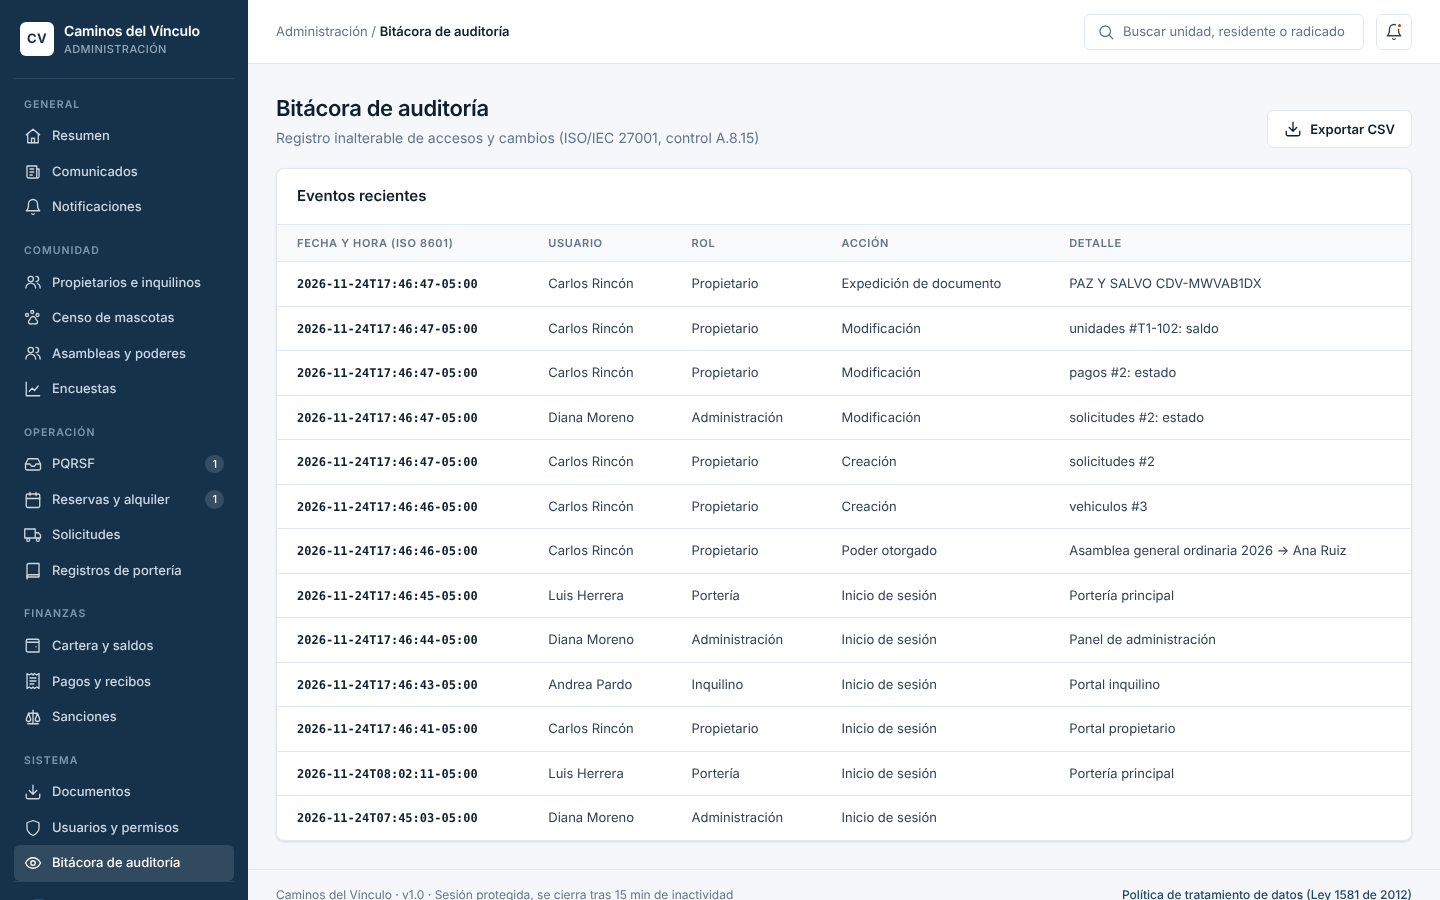 CV
Caminos del Vínculo
ADMINISTRACIÓN
GENERAL
Resumen
Comunicados
Notificaciones
COMUNIDAD
Propietarios e inquilinos
Censo de mascotas
Asambleas y poderes
Encuestas
OPERACIÓN
PQRSF 1
Reservas y alquiler 1
Solicitudes
Registros de portería
FINANZAS
Cartera y saldos
Pagos y recibos
Sanciones
SISTEMA
Documentos
Usuarios y permisos
Bitácora de auditoría
Administración / Bitácora de auditoría
Buscar unidad, residente o radicado
Bitácora de auditoría
Registro inalterable de accesos y cambios (ISO/IEC 27001, control A.8.15)
Exportar CSV
Eventos recientes
FECHA Y HORA (ISO 8601) USUARIO ROL ACCIÓN DETALLE
2026-11-24T17:46:47-05:00 Carlos Rincón Propietario Expedición de documento PAZ Y SALVO CDV-MWVAB1DX
2026-11-24T17:46:47-05:00 Carlos Rincón Propietario Modificación unidades #T1-102: saldo
2026-11-24T17:46:47-05:00 Carlos Rincón Propietario Modificación pagos #2: estado
2026-11-24T17:46:47-05:00 Diana Moreno Administración Modificación solicitudes #2: estado
2026-11-24T17:46:47-05:00 Carlos Rincón Propietario Creación solicitudes #2
2026-11-24T17:46:46-05:00 Carlos Rincón Propietario Creación vehiculos #3
2026-11-24T17:46:46-05:00 Carlos Rincón Propietario Poder otorgado Asamblea general ordinaria 2026 → Ana Ruiz
2026-11-24T17:46:45-05:00 Luis Herrera Portería Inicio de sesión Portería principal
2026-11-24T17:46:44-05:00 Diana Moreno Administración Inicio de sesión Panel de administración
2026-11-24T17:46:43-05:00 Andrea Pardo Inquilino Inicio de sesión Portal inquilino
2026-11-24T17:46:41-05:00 Carlos Rincón Propietario Inicio de sesión Portal propietario
2026-11-24T08:02:11-05:00 Luis Herrera Portería Inicio de sesión Portería principal
2026-11-24T07:45:03-05:00 Diana Moreno Administración Inicio de sesión
Caminos del Vínculo · v1.0 · Sesión protegida, se cierra tras 15 min de inactividad
Política de tratamiento de datos (Ley 1581 de 2012)